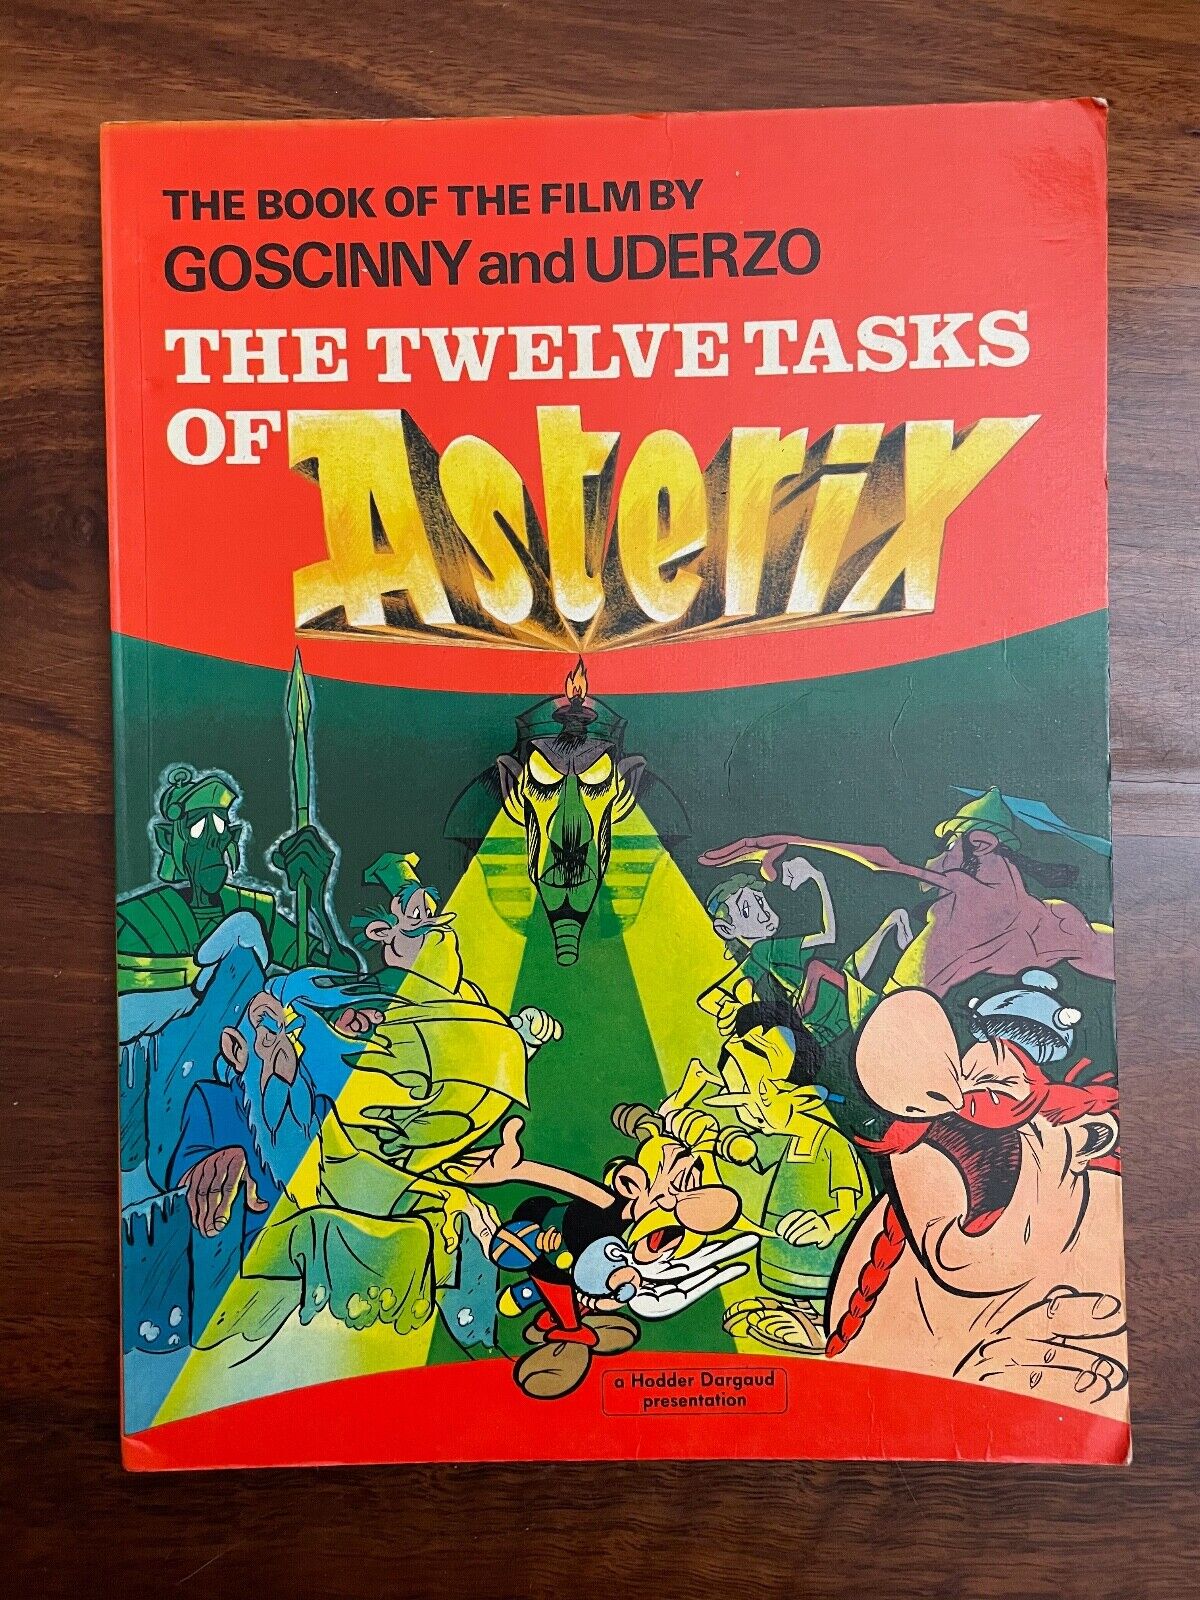 THE BOOK OF THE FILM BY
GOSCINNY and UDERZO
THE TWELVE TASKS
OF Asterix
a Hodder Dargaud
presentation